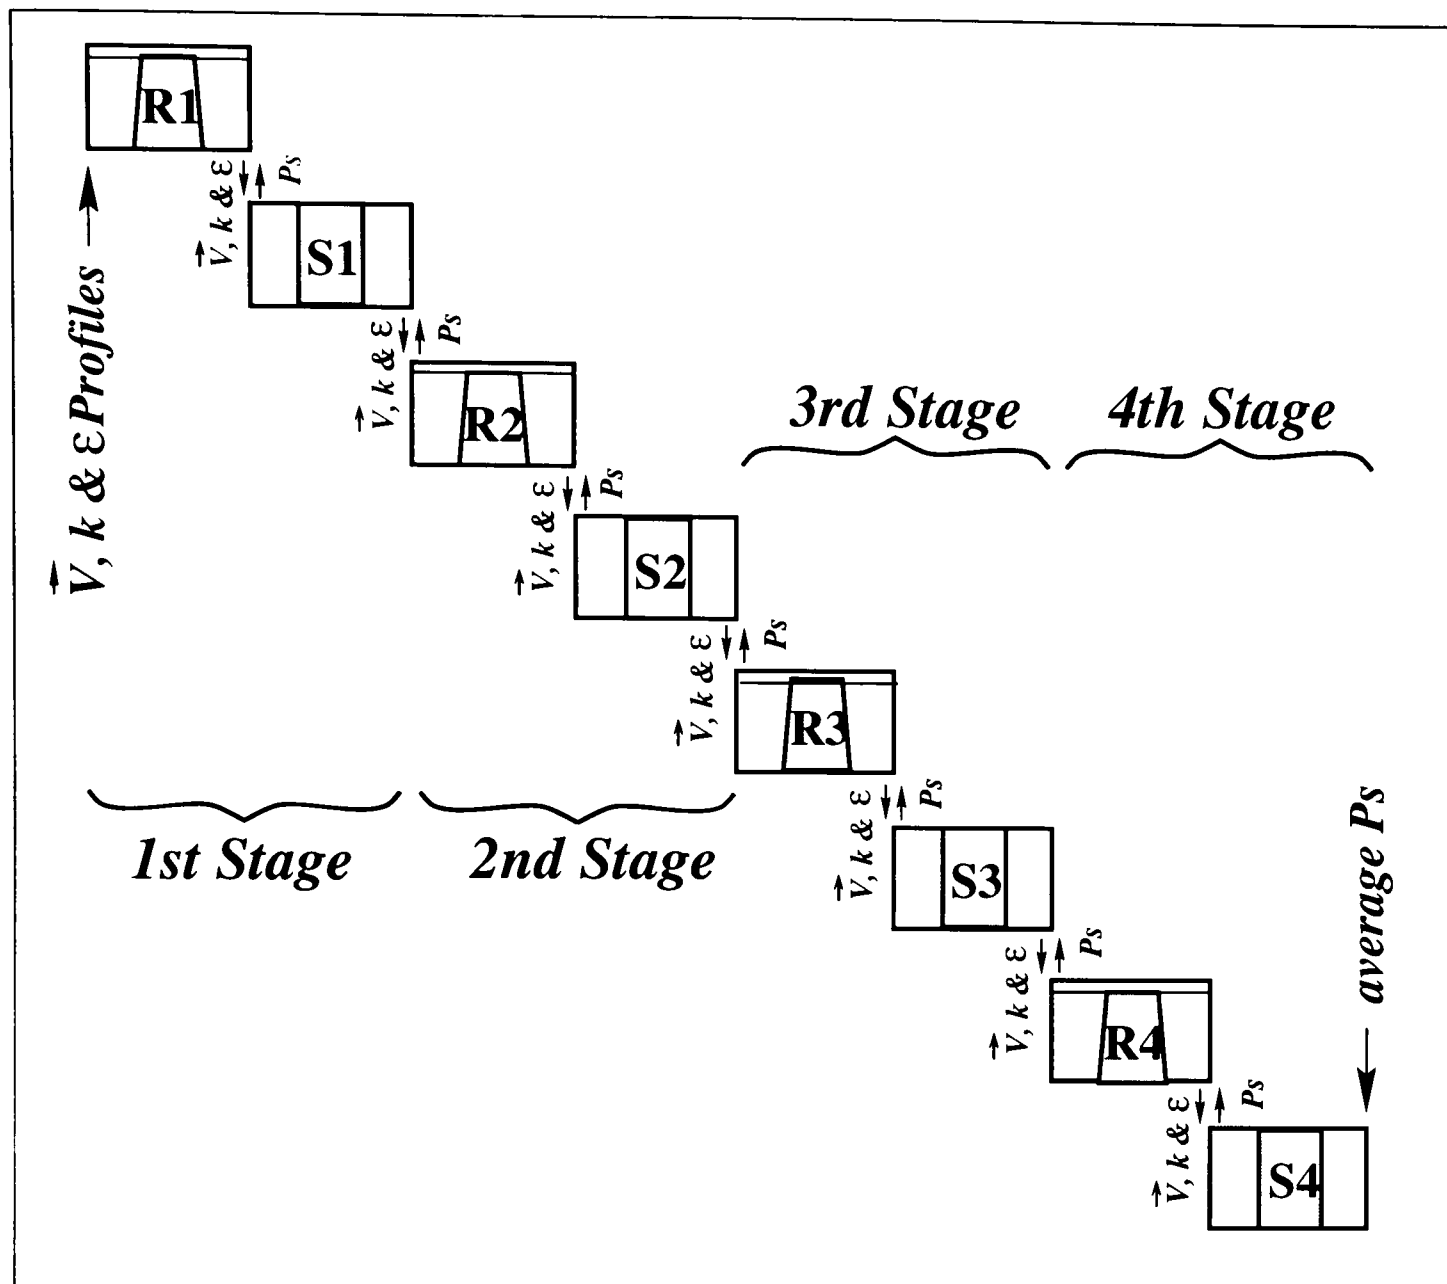 R1
V, k & ε
Ps
S1
V, k & ε Profiles
V, k & ε
Ps
R2
3rd Stage
4th Stage
V, k & ε
Ps
S2
V, k & ε
Ps
R3
1st Stage
2nd Stage
V, k & ε
Ps
S3
average Ps
V, k & ε
Ps
R4
V, k & ε
Ps
S4